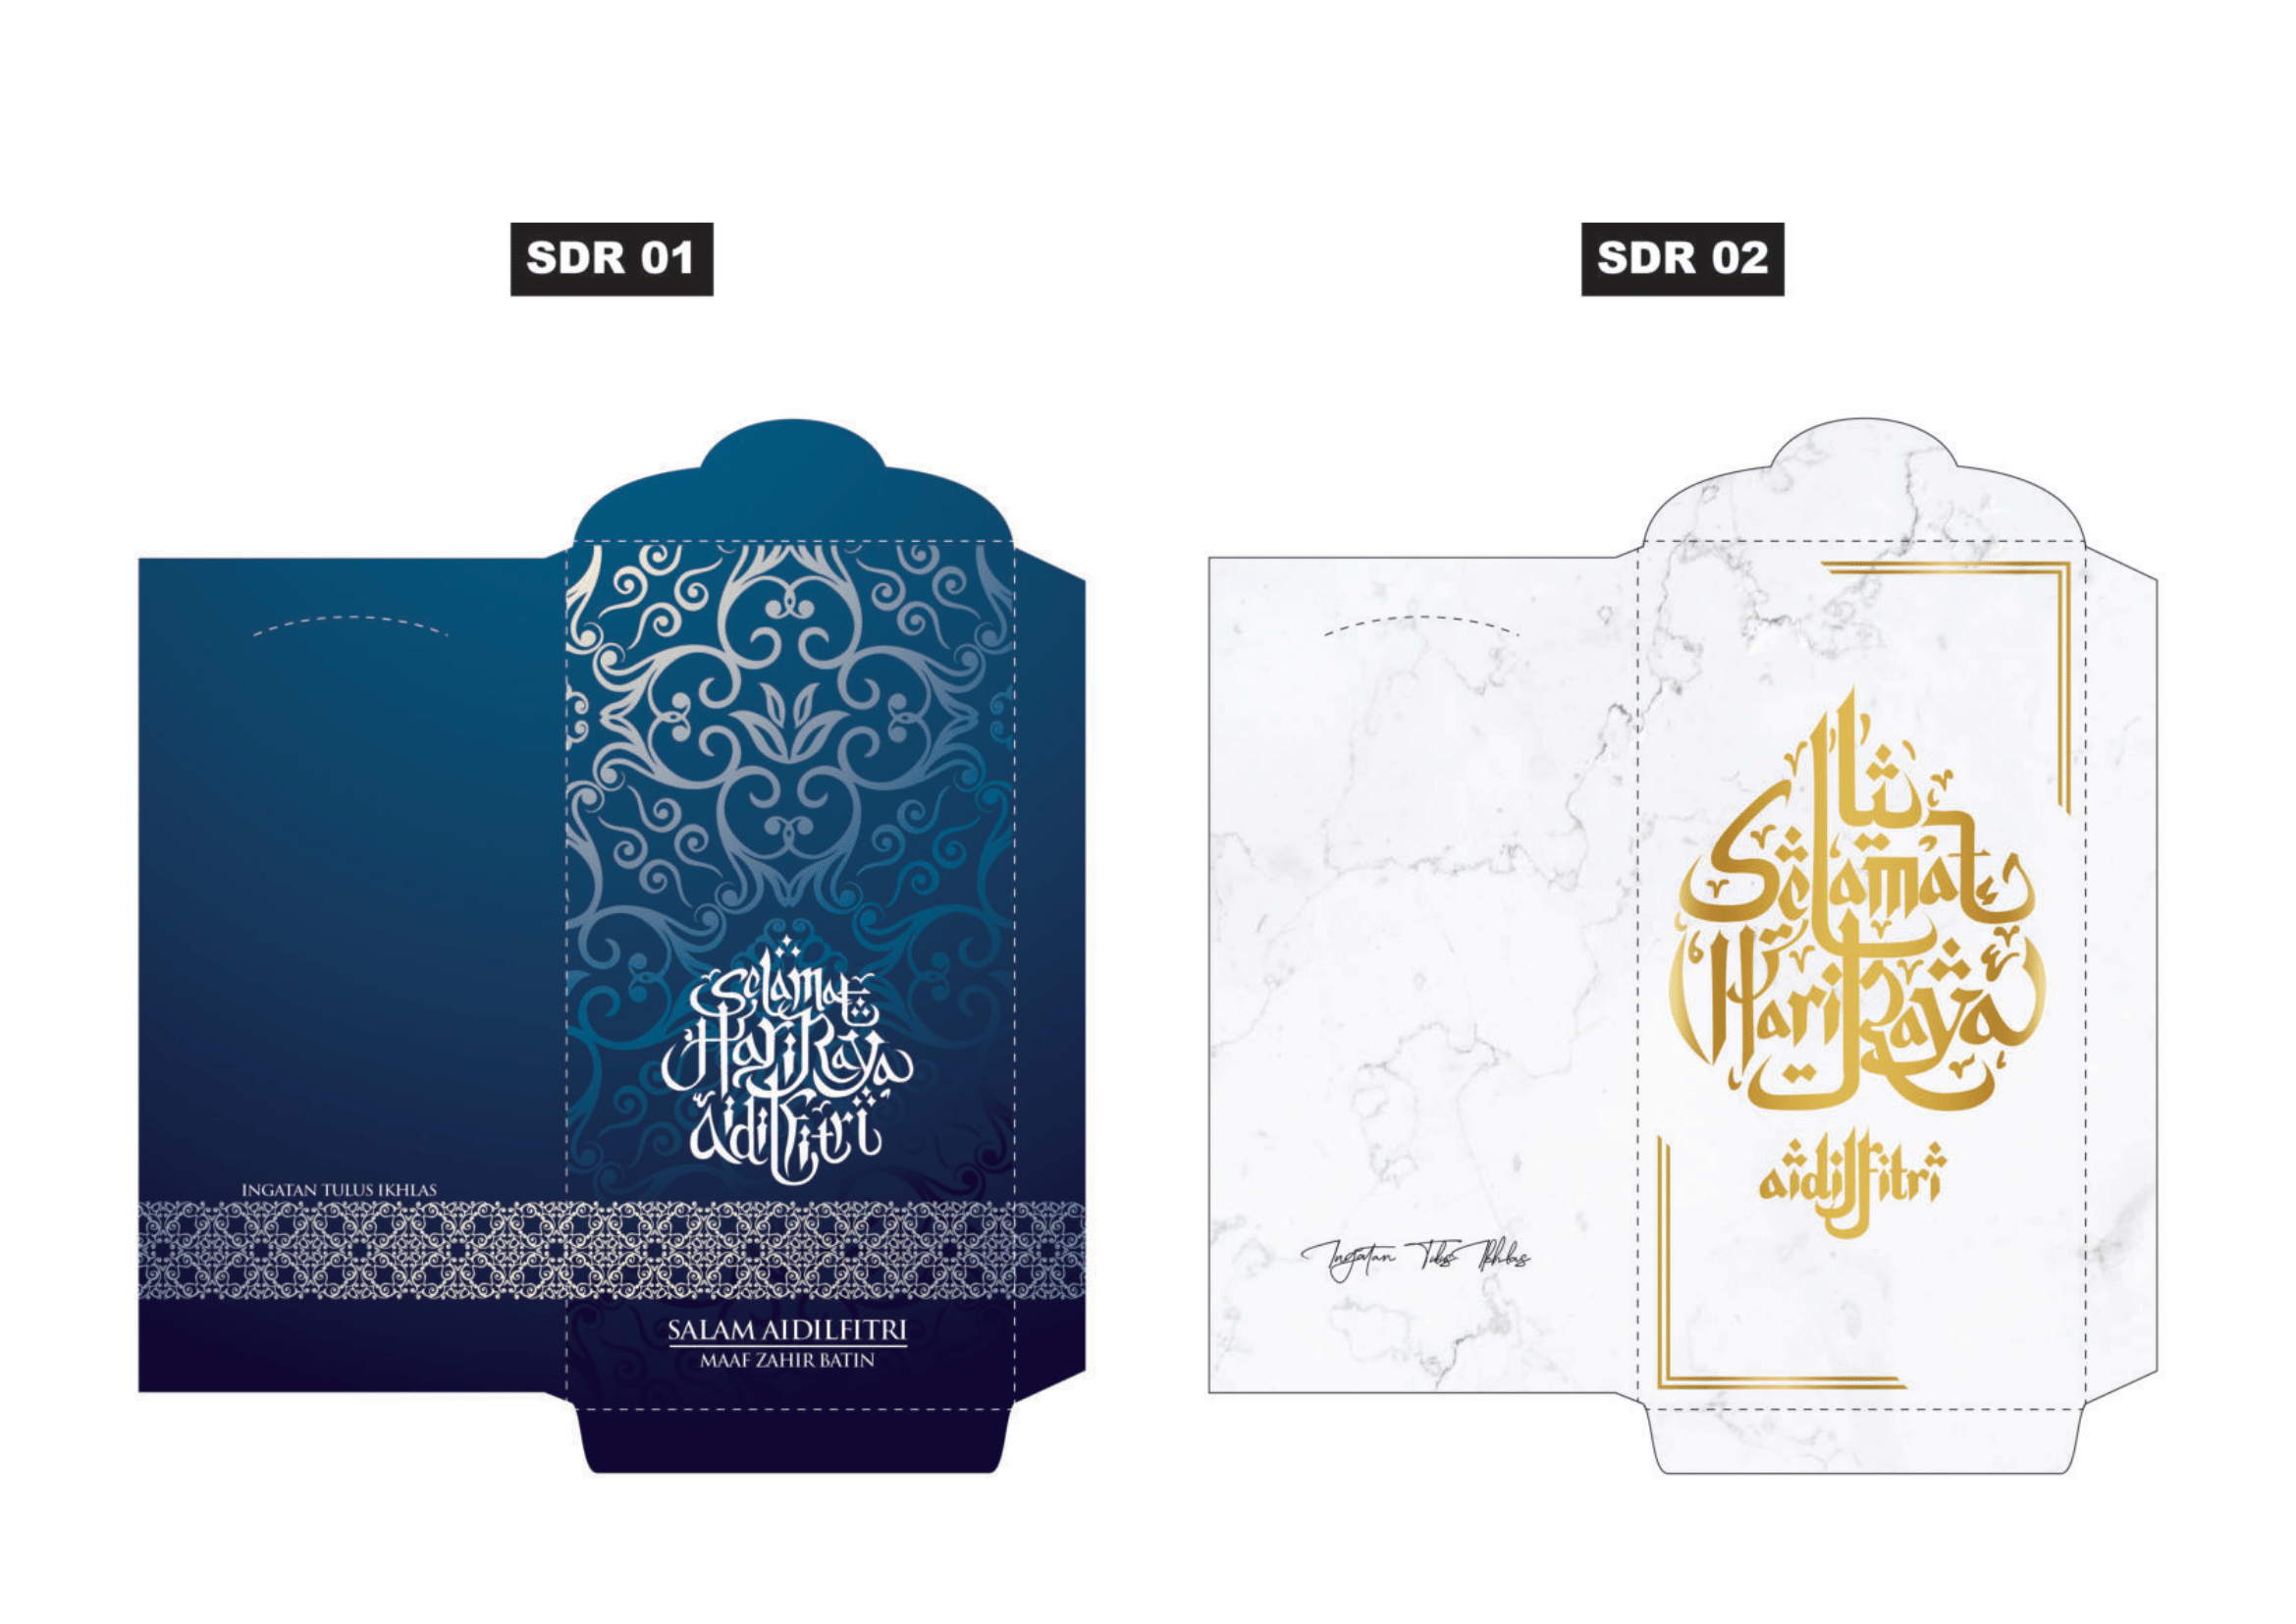 SDR 01
Selamat
Hari Raya
Aidilfitri
INGATAN TULUS IKHLAS
SALAM AIDILFITRI
MAAF ZAHIR BATIN
SDR 02
Selamat
Hari Raya
aidilfitri
Ingatan Tulus Ikhlas